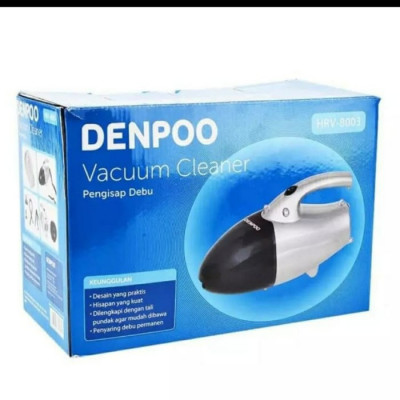 DENPOO
HRV-8003
Vacuum Cleaner
Pengisap Debu
DENPOO
KEUNGGULAN
• Desain yang praktis
• Hisapan yang kuat
• Dilengkapi dengan tali
pundak agar mudah dibawa
• Penyaring debu permanen